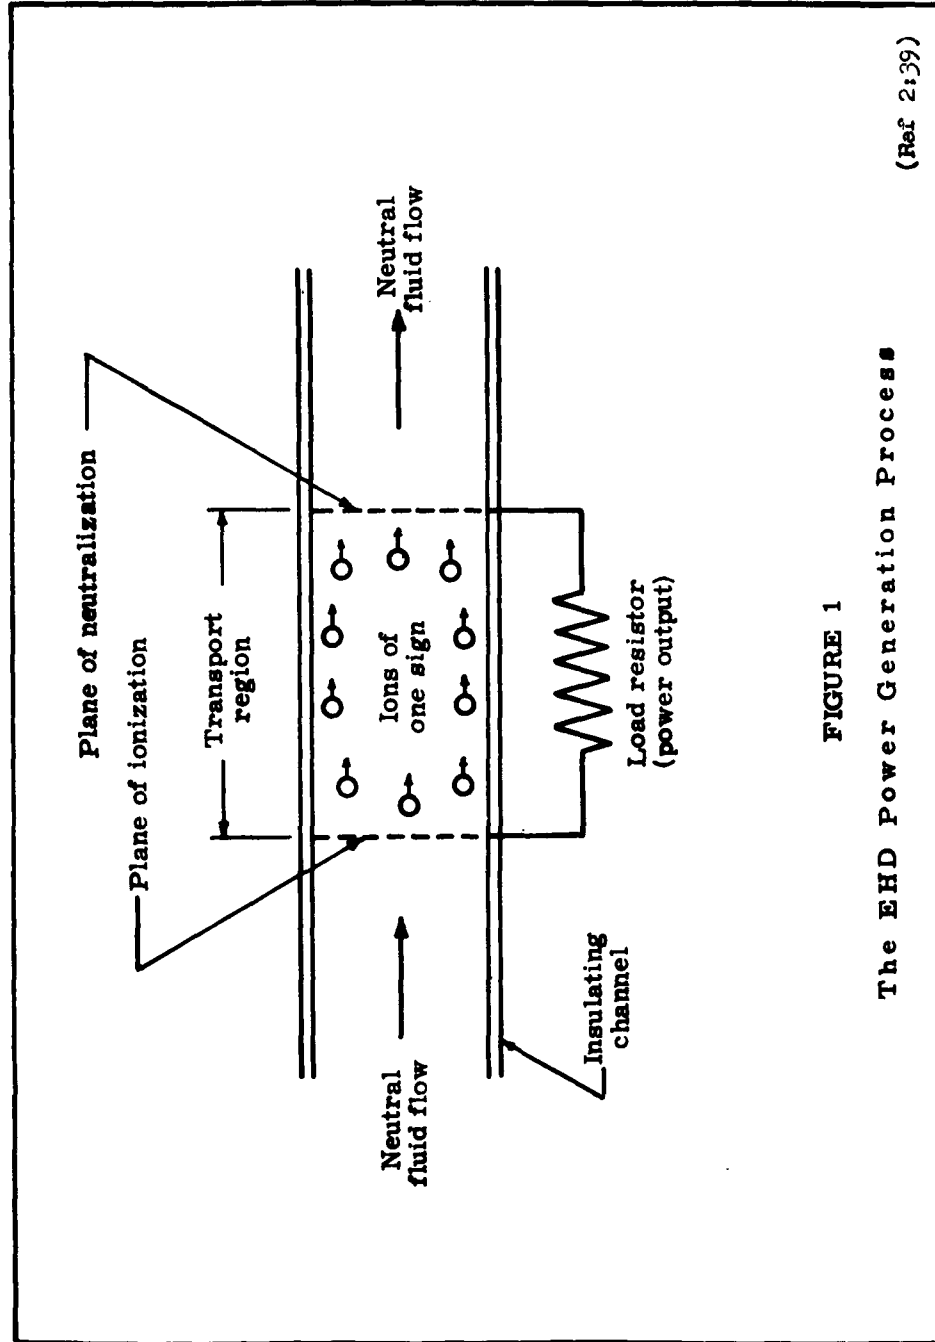 Plane of neutralization
Plane of ionization
Transport
region
Neutral
fluid flow
Ions of
one sign
Neutral
fluid flow
Insulating
channel
Load resistor
(power output)
FIGURE 1
The EHD Power Generation Process
(Ref 2:39)